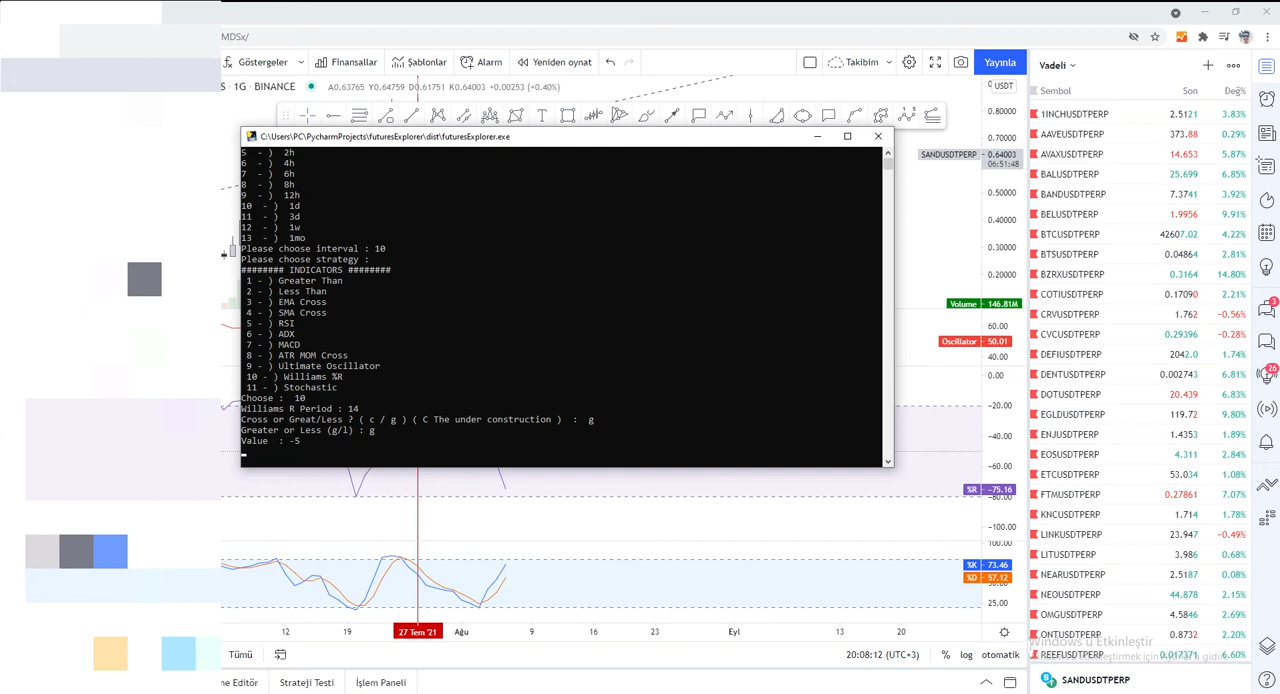 MDSx/
Göstergeler
Finansallar
Şablonlar
Alarm
Yeniden oynat
Takibim
Yayınla
S · 1G · BINANCE
A0.63765 Y0.64759 D0.61751 K0.64003 +0.00253 (+0.40%)
C:\Users\PC\PycharmProjects\futuresExplorer\dist\futuresExplorer.exe
5 - ) 2h
6 - ) 4h
7 - ) 6h
8 - ) 8h
9 - ) 12h
10 - ) 1d
11 - ) 3d
12 - ) 1w
13 - ) 1mo
Please choose interval : 10
Please choose strategy :
######## INDICATORS ########
1 - ) Greater Than
2 - ) Less Than
3 - ) EMA Cross
4 - ) SMA Cross
5 - ) RSI
6 - ) ADX
7 - ) MACD
8 - ) ATR MOM Cross
9 - ) Ultimate Oscillator
10 - ) Williams %R
11 - ) Stochastic
Choose : 10
Williams R Period : 14
Cross or Great/Less ? ( c / g ) ( C The under construction ) : g
Greater or Less (g/l) : g
Value : -5
USDT
0.80000
0.70000
SANDUSDTPERP 0.64003
06:51:48
0.50000
0.40000
0.30000
0.20000
Volume 146.81M
60.00
Oscillator 50.01
40.00
0.00
−20.00
−40.00
−60.00
%R −75.16
−100.00
100.00
%K 73.46
%D 57.12
25.00
12
19
27 Tem '21
Ağu
9
16
23
Eyl
13
20
Tümü
20:08:12 (UTC+3)
%
log
otomatik
me Editör
Strateji Testi
İşlem Paneli
Vadeli
Sembol Son Değ%
1INCHUSDTPERP 2.5121 3.83%
AAVEUSDTPERP 373.88 0.29%
AVAXUSDTPERP 14.653 5.87%
BALUSDTPERP 25.699 6.85%
BANDUSDTPERP 7.3741 3.92%
BELUSDTPERP 1.9956 9.91%
BTCUSDTPERP 42607.02 4.22%
BTSUSDTPERP 0.04864 2.81%
BZRXUSDTPERP 0.3164 14.80%
COTIUSDTPERP 0.17090 2.21%
CRVUSDTPERP 1.762 −0.56%
CVCUSDTPERP 0.29396 −0.28%
DEFIUSDTPERP 2042.0 1.74%
DENTUSDTPERP 0.002743 6.81%
DOTUSDTPERP 20.439 6.83%
EGLDUSDTPERP 119.72 9.80%
ENJUSDTPERP 1.4353 1.89%
EOSUSDTPERP 4.311 2.84%
ETCUSDTPERP 53.034 1.08%
FTMUSDTPERP 0.27861 7.07%
KNCUSDTPERP 1.714 1.78%
LINKUSDTPERP 23.947 −0.49%
LITUSDTPERP 3.986 0.68%
NEARUSDTPERP 2.5187 0.08%
NEOUSDTPERP 44.878 2.15%
OMGUSDTPERP 4.5846 2.69%
ONTUSDTPERP 0.8732 2.20%
REEFUSDTPERP 0.017371 6.60%
Windows'u Etkinleştir
SANDUSDTPERP
3
26